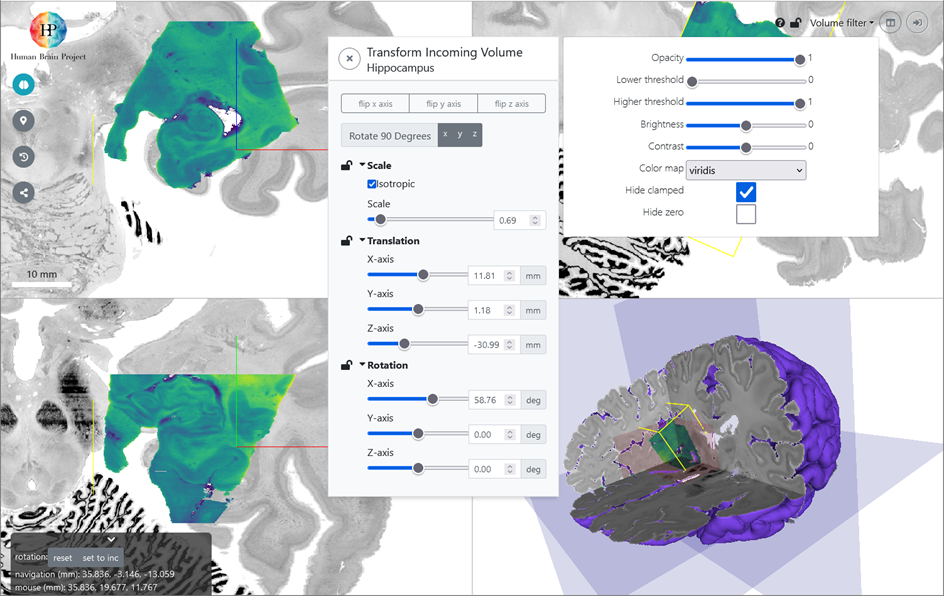 HP
Human Brain Project
10 mm
Transform Incoming Volume
Hippocampus
flip x axis flip y axis flip z axis
Rotate 90 Degrees x y z
Scale
Isotropic
Scale
0.69
Translation
X-axis
11.81 mm
Y-axis
1.18 mm
Z-axis
-30.99 mm
Rotation
X-axis
58.76 deg
Y-axis
0.00 deg
Z-axis
0.00 deg
Volume filter
Opacity 1
Lower threshold 0
Higher threshold 1
Brightness 0
Contrast 0
Color map viridis
Hide clamped
Hide zero
rotation: reset set to inc
navigation (mm): 35.836, -3.146, -13.059
mouse (mm): 35.836, 19.677, 11.767